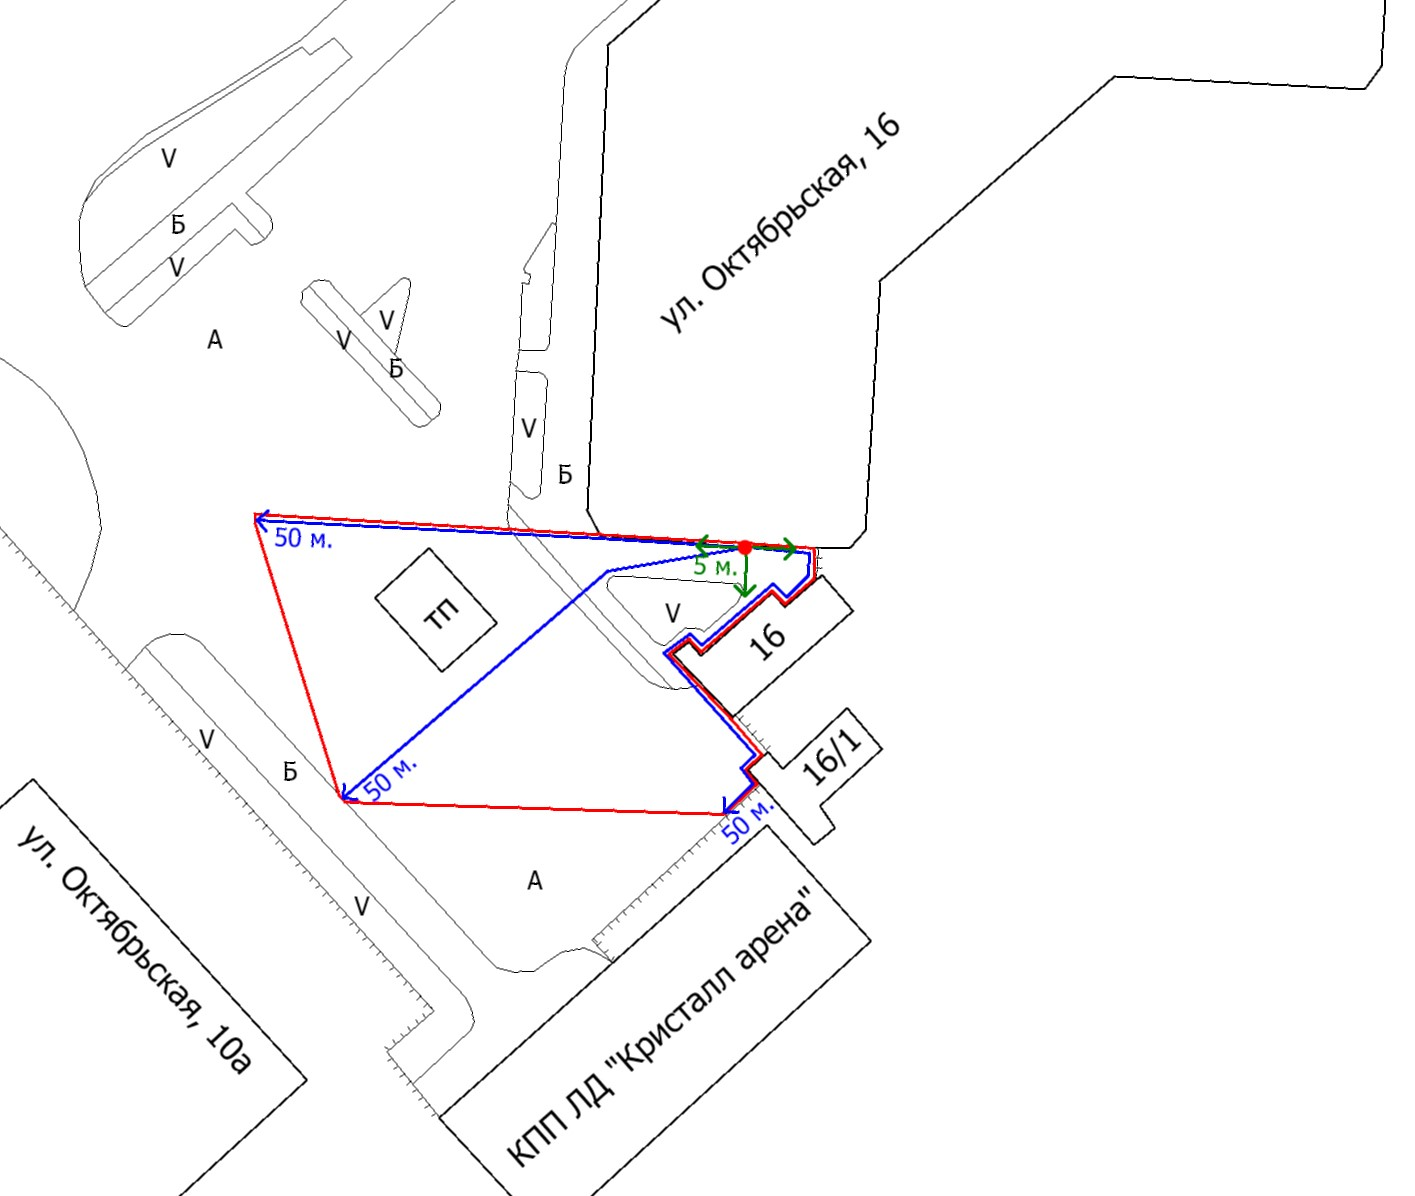 V
Б
V
А
V
V
Б
ул. Октябрьская, 16
V
Б
50 м.
5 м.
ТП
V
16
16/1
V
Б
50 м.
50 м.
V
А
ул. Октябрьская, 10а
КПП ЛД "Кристалл арена"